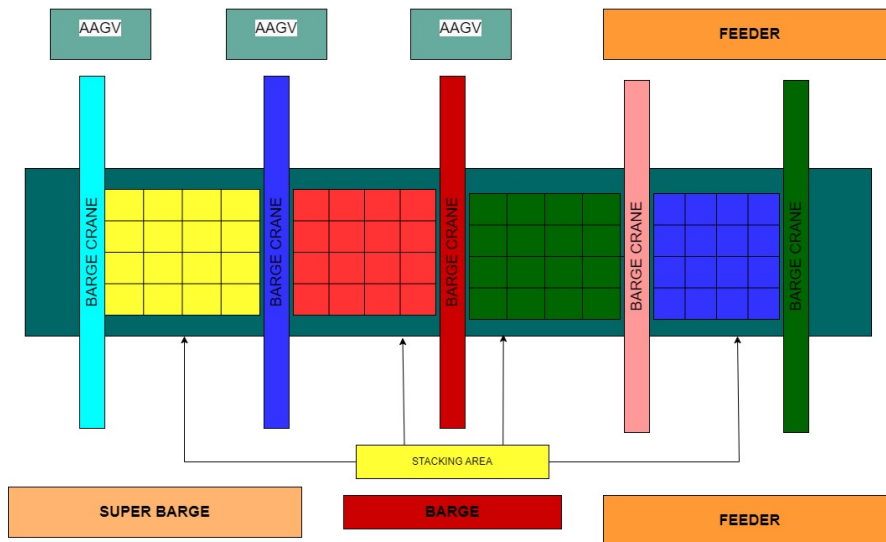 AAGV
AAGV
AAGV
FEEDER
BARGE CRANE
BARGE CRANE
BARGE CRANE
BARGE CRANE
BARGE CRANE
STACKING AREA
SUPER BARGE
BARGE
FEEDER